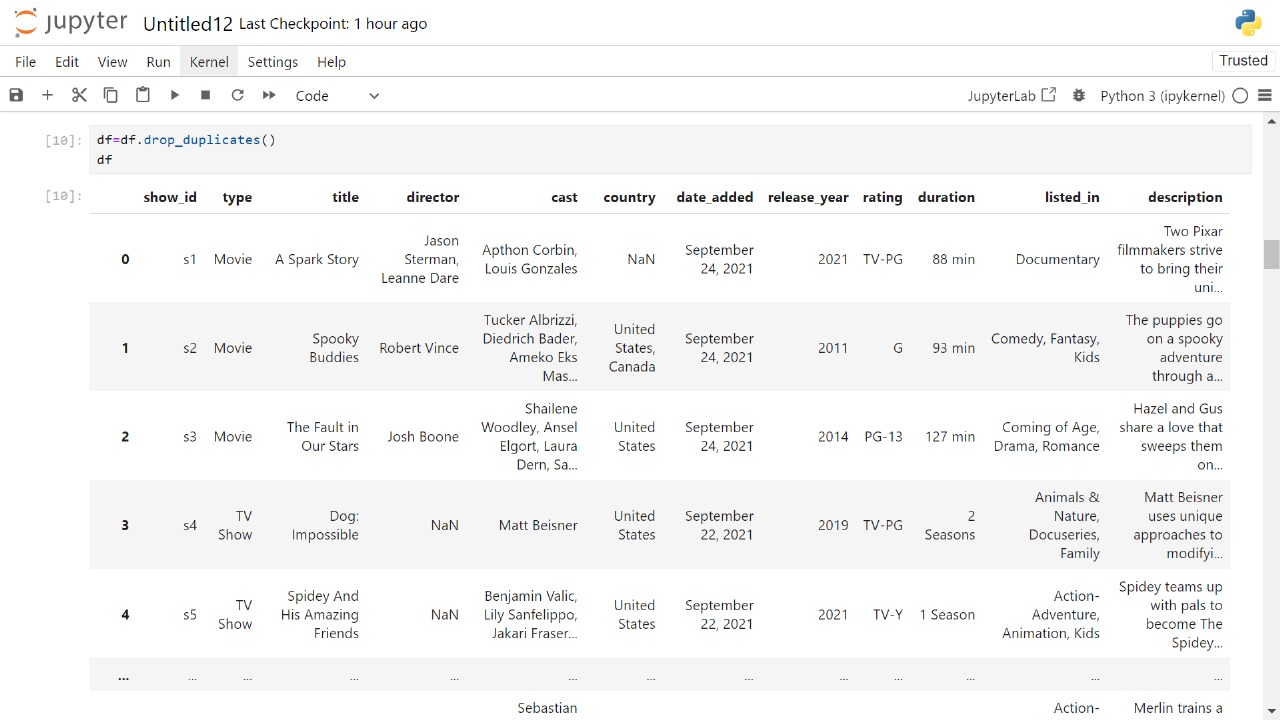 jupyter Untitled12 Last Checkpoint: 1 hour ago
File Edit View Run Kernel Settings Help Trusted
Code JupyterLab Python 3 (ipykernel)
[10]: df=df.drop_duplicates()
df
[10]: show_id type title director cast country date_added release_year rating duration listed_in description
0 s1 Movie A Spark Story Jason Sterman, Leanne Dare Apthon Corbin, Louis Gonzales NaN September 24, 2021 2021 TV-PG 88 min Documentary Two Pixar filmmakers strive to bring their uni...
1 s2 Movie Spooky Buddies Robert Vince Tucker Albrizzi, Diedrich Bader, Ameko Eks Mas... United States, Canada September 24, 2021 2011 G 93 min Comedy, Fantasy, Kids The puppies go on a spooky adventure through a...
2 s3 Movie The Fault in Our Stars Josh Boone Shailene Woodley, Ansel Elgort, Laura Dern, Sa... United States September 24, 2021 2014 PG-13 127 min Coming of Age, Drama, Romance Hazel and Gus share a love that sweeps them on...
3 s4 TV Show Dog: Impossible NaN Matt Beisner United States September 22, 2021 2019 TV-PG 2 Seasons Animals & Nature, Docuseries, Family Matt Beisner uses unique approaches to modifyi...
4 s5 TV Show Spidey And His Amazing Friends NaN Benjamin Valic, Lily Sanfelippo, Jakari Fraser... United States September 22, 2021 2021 TV-Y 1 Season Action-Adventure, Animation, Kids Spidey teams up with pals to become The Spidey...
... ... ... ... ... ... ... ... ... ... ... ... ...
Sebastian Action- Merlin trains a